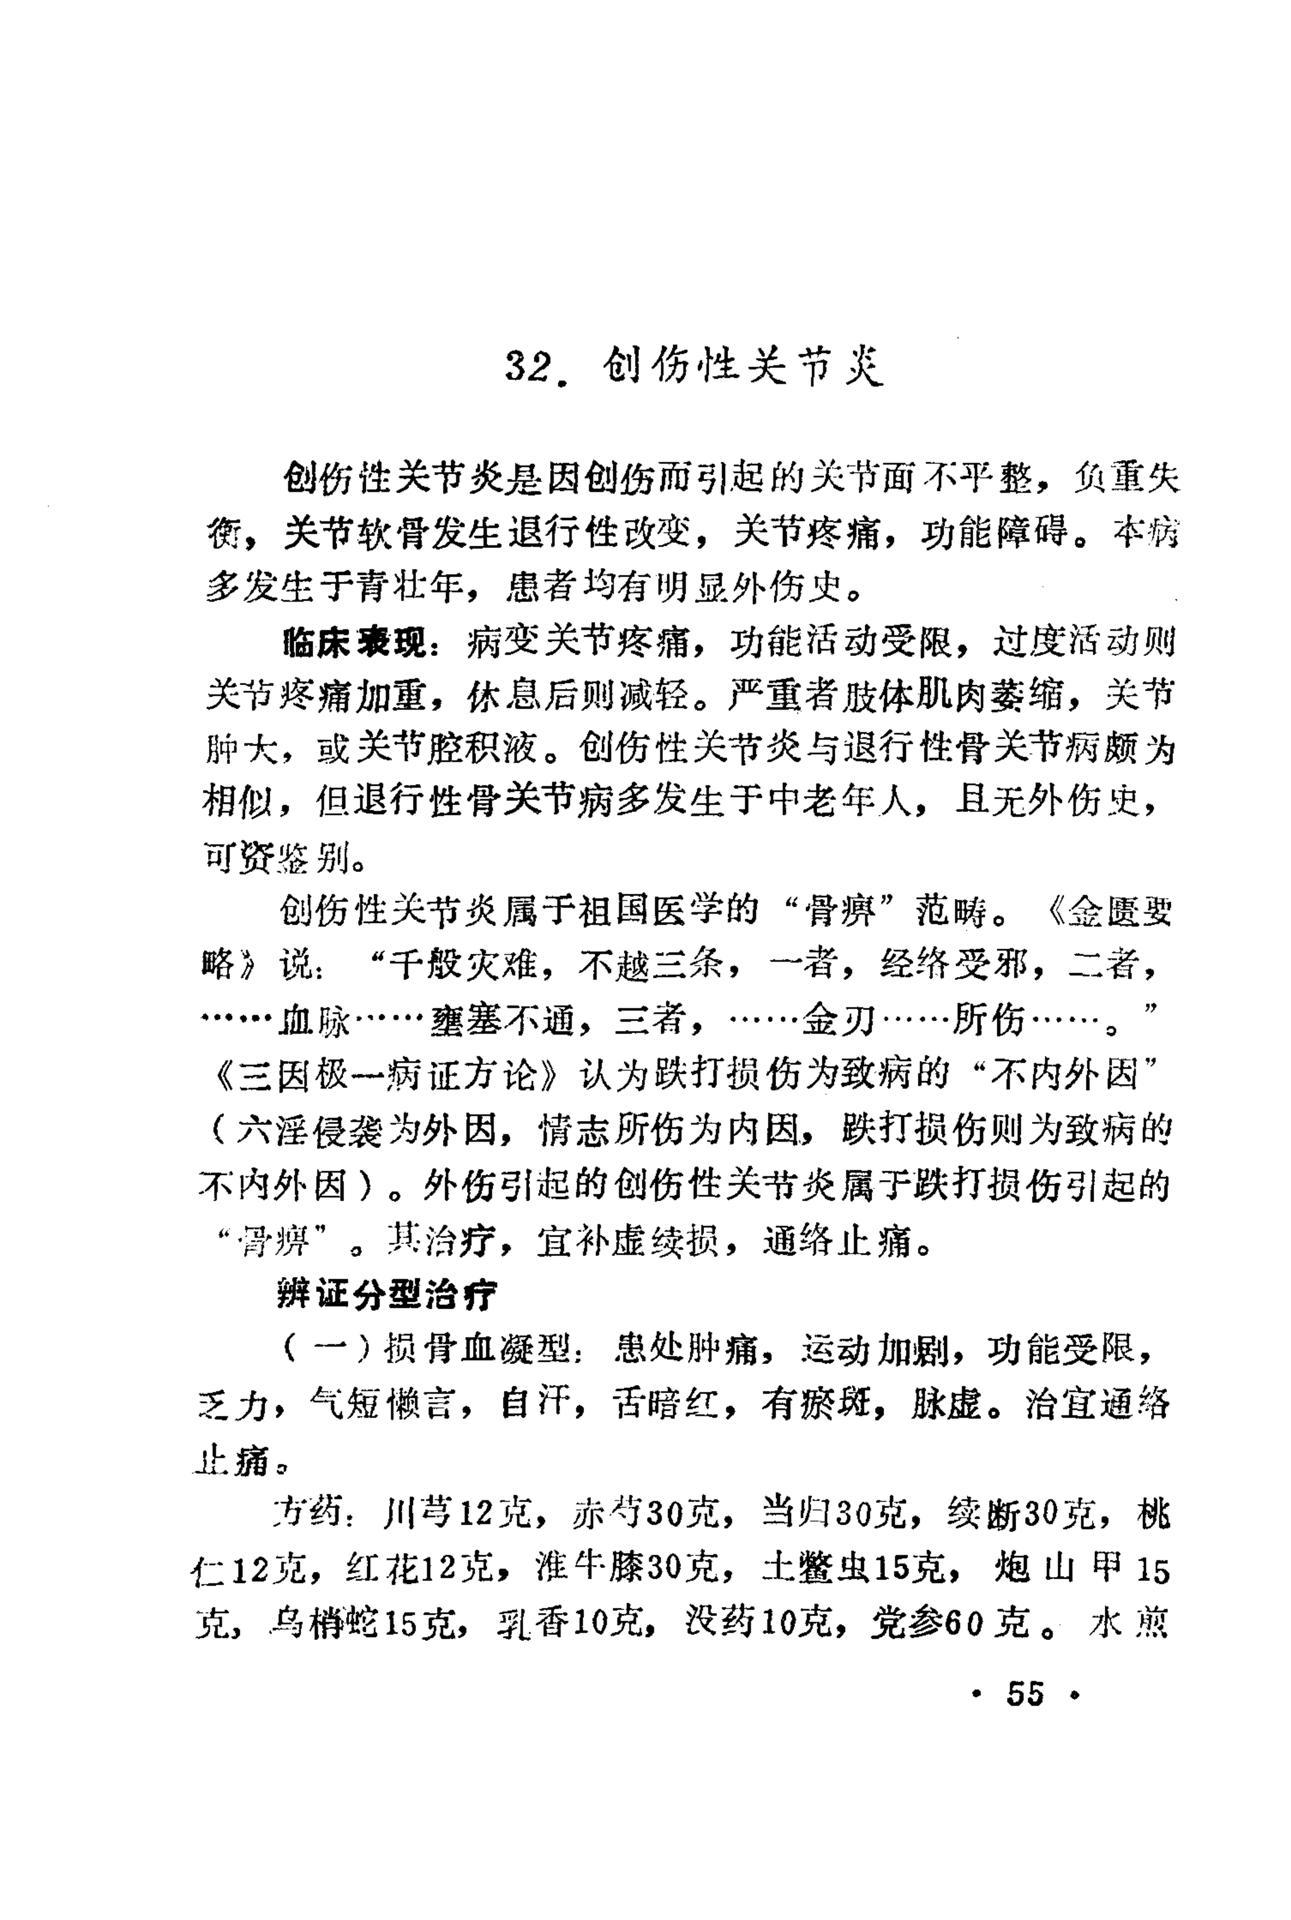 32. 创伤性关节炎
创伤性关节炎是因创伤而引起的关节面不平整，负重失
衡，关节软骨发生退行性改变，关节疼痛，功能障碍。本病
多发生于青壮年，患者均有明显外伤史。
临床表现：病变关节疼痛，功能活动受限，过度活动则
关节疼痛加重，休息后则减轻。严重者肢体肌肉萎缩，关节
肿大，或关节腔积液。创伤性关节炎与退行性骨关节病颇为
相似，但退行性骨关节病多发生于中老年人，且无外伤史，
可资鉴别。
创伤性关节炎属于祖国医学的“骨痹”范畴。《金匮要
略》说：“千般灾难，不越三条，一者，经络受邪，二者，
……血脉……壅塞不通，三者，……金刃……所伤……。”
《三因极一病证方论》认为跌打损伤为致病的“不内外因”
（六淫侵袭为外因，情志所伤为内因，跌打损伤则为致病的
不内外因）。外伤引起的创伤性关节炎属于跌打损伤引起的
“骨痹”。其治疗，宜补虚续损，通络止痛。
辨证分型治疗
（一）损骨血凝型：患处肿痛，运动加剧，功能受限，
乏力，气短懒言，自汗，舌暗红，有瘀斑，脉虚。治宜通络
止痛。
方药：川芎12克，赤芍30克，当归30克，续断30克，桃
仁12克，红花12克，淮牛膝30克，土鳖虫15克，炮山甲15
克，乌梢蛇15克，乳香10克，没药10克，党参60克。水煎
· 55 ·